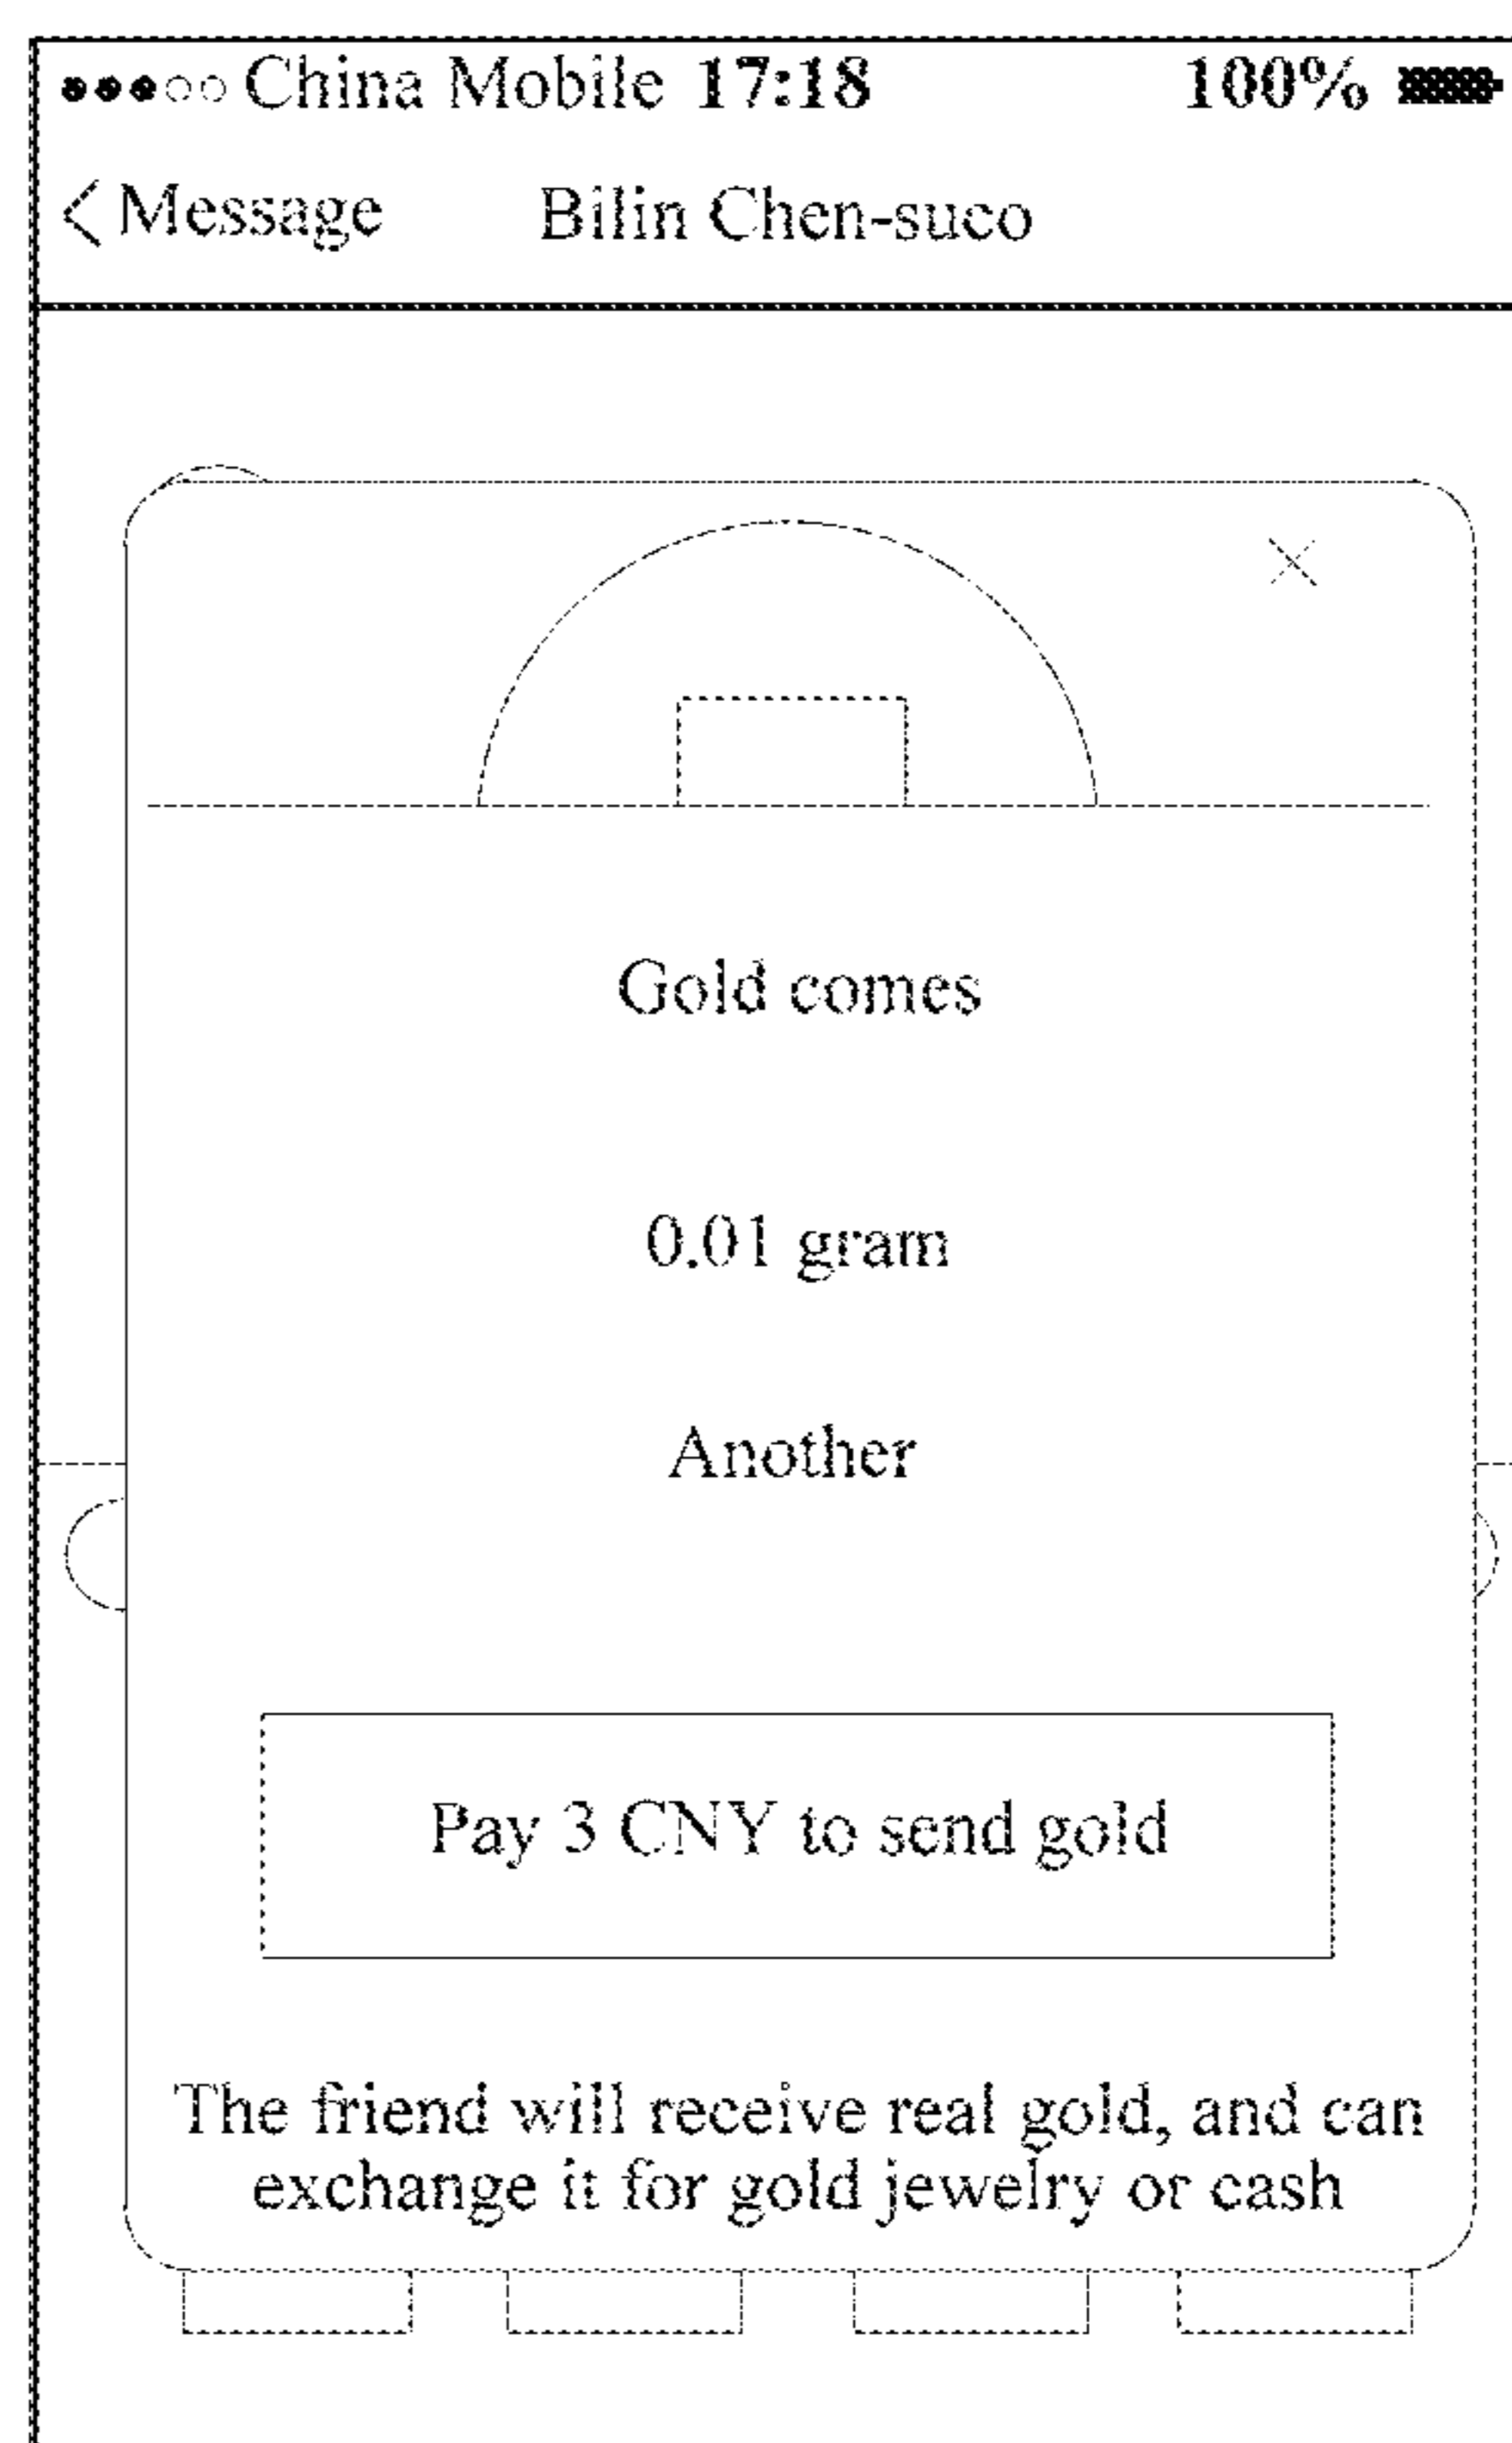 China Mobile 17:18 100%
< Message Bilin Chen-suco
Gold comes
0.01 gram
Another
Pay 3 CNY to send gold
The friend will receive real gold, and can
exchange it for gold jewelry or cash